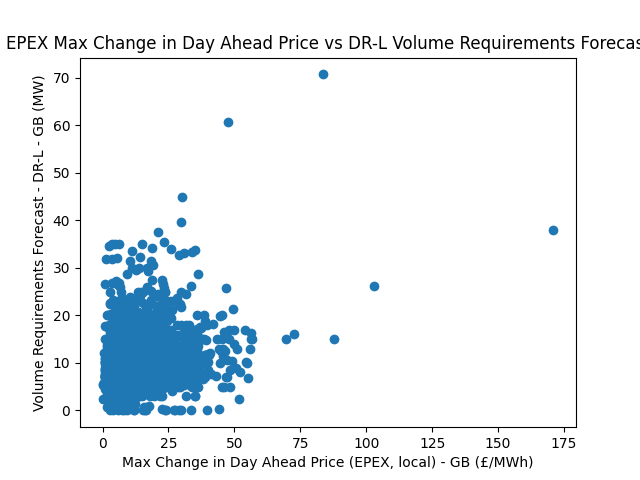 EPEX Max Change in Day Ahead Price vs DR-L Volume Requirements Forecas
70
60
50
40
30
20
10
0
Volume Requirements Forecast - DR-L - GB (MW)
0 25 50 75 100 125 150 175
Max Change in Day Ahead Price (EPEX, local) - GB (£/MWh)